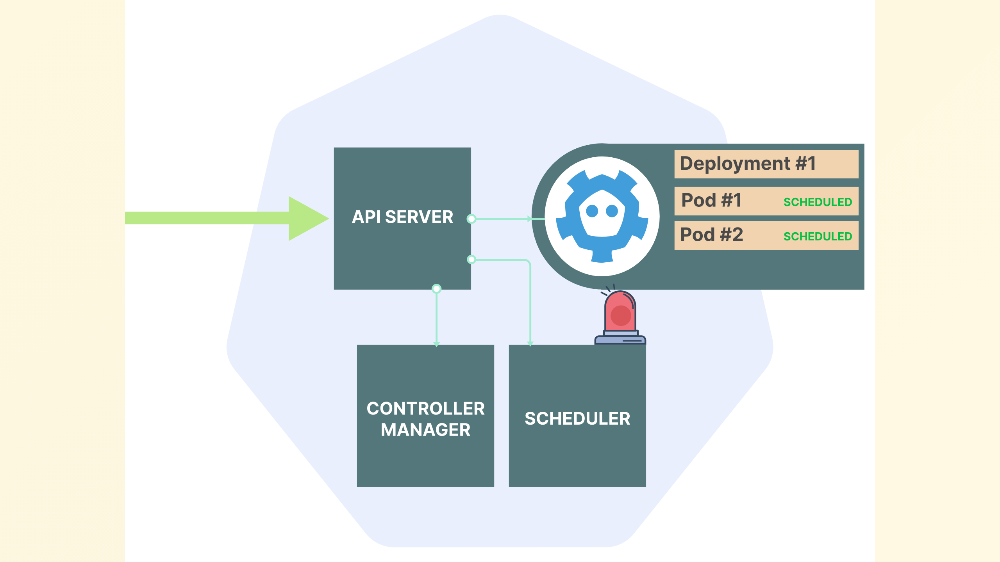 API SERVER
Deployment #1
Pod #1 SCHEDULED
Pod #2 SCHEDULED
CONTROLLER
MANAGER
SCHEDULER